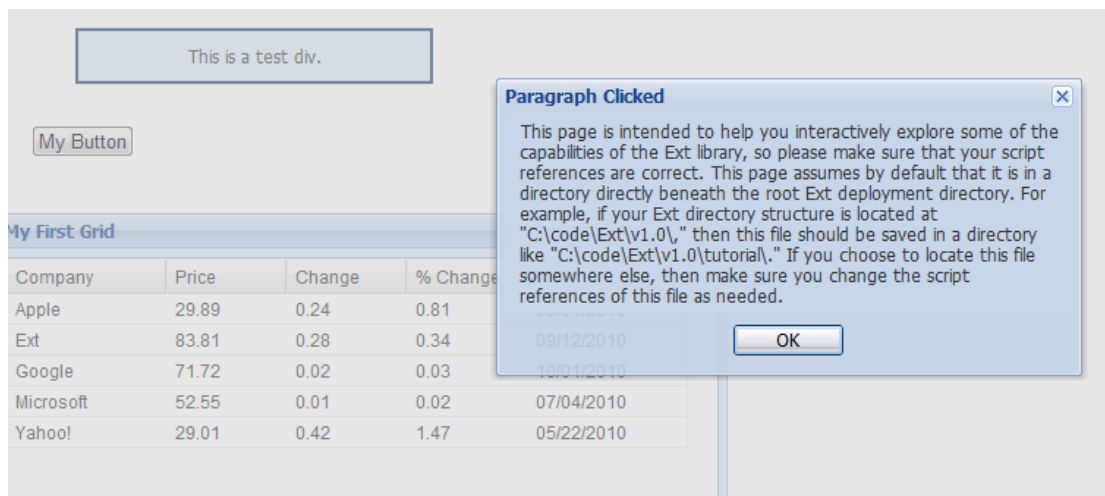 This is a test div.
Paragraph Clicked
This page is intended to help you interactively explore some of the
capabilities of the Ext library, so please make sure that your script
references are correct. This page assumes by default that it is in a
directory directly beneath the root Ext deployment directory. For
example, if your Ext directory structure is located at
"C:\code\Ext\v1.0\," then this file should be saved in a directory
like "C:\code\Ext\v1.0\tutorial\." If you choose to locate this file
somewhere else, then make sure you change the script
references of this file as needed.
OK
My Button
My First Grid
Company Price Change % Change
Apple 29.89 0.24 0.81
Ext 83.81 0.28 0.34 09/12/2010
Google 71.72 0.02 0.03 10/01/2010
Microsoft 52.55 0.01 0.02 07/04/2010
Yahoo! 29.01 0.42 1.47 05/22/2010